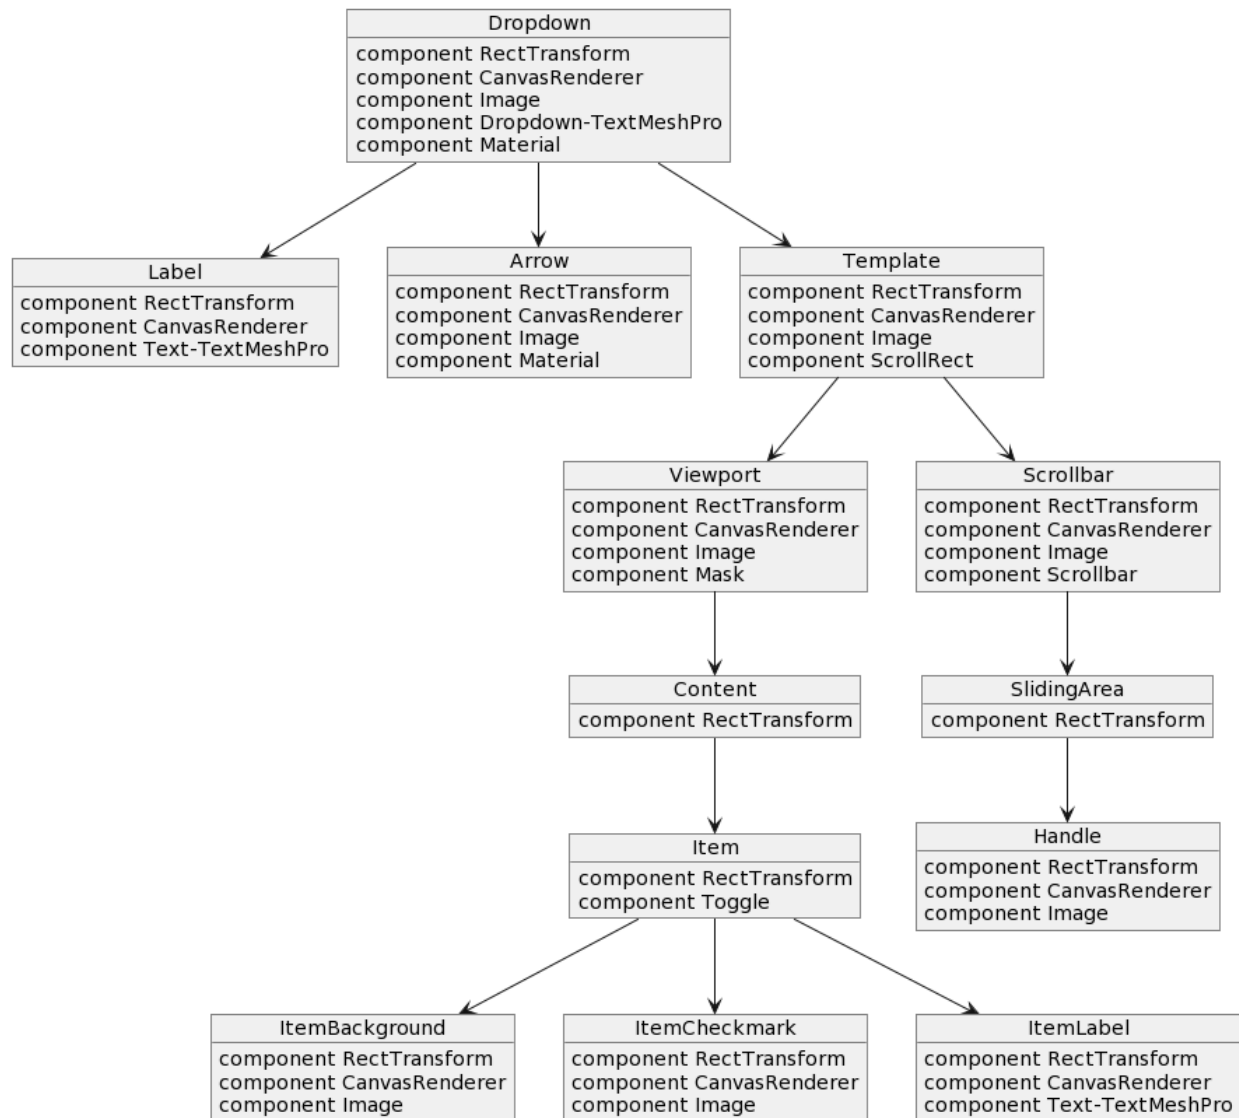 Dropdown
component RectTransform
component CanvasRenderer
component Image
component Dropdown-TextMeshPro
component Material
Label
component RectTransform
component CanvasRenderer
component Text-TextMeshPro
Arrow
component RectTransform
component CanvasRenderer
component Image
component Material
Template
component RectTransform
component CanvasRenderer
component Image
component ScrollRect
Viewport
component RectTransform
component CanvasRenderer
component Image
component Mask
Scrollbar
component RectTransform
component CanvasRenderer
component Image
component Scrollbar
Content
component RectTransform
SlidingArea
component RectTransform
Item
component RectTransform
component Toggle
Handle
component RectTransform
component CanvasRenderer
component Image
ItemBackground
component RectTransform
component CanvasRenderer
component Image
ItemCheckmark
component RectTransform
component CanvasRenderer
component Image
ItemLabel
component RectTransform
component CanvasRenderer
component Text-TextMeshPro